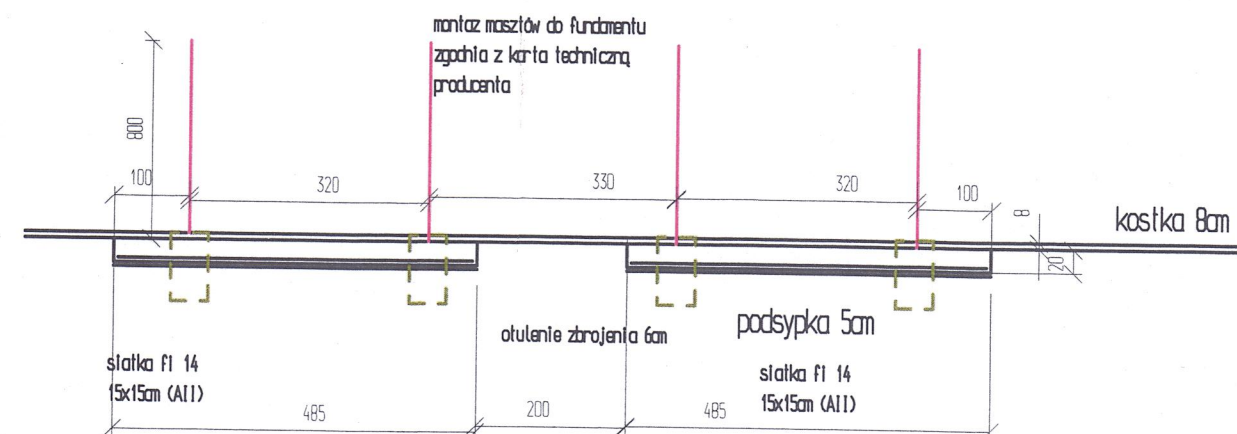 montaz masztów do fundamentu
zgodnia z karta techniczną
producenta
800
100
320
330
320
100
8
kostka 8cm
20
podsypka 5cm
otulenie zbrojenia 6cm
siatka fi 14
15x15cm (AII)
siatka fi 14
15x15cm (AII)
485
200
485